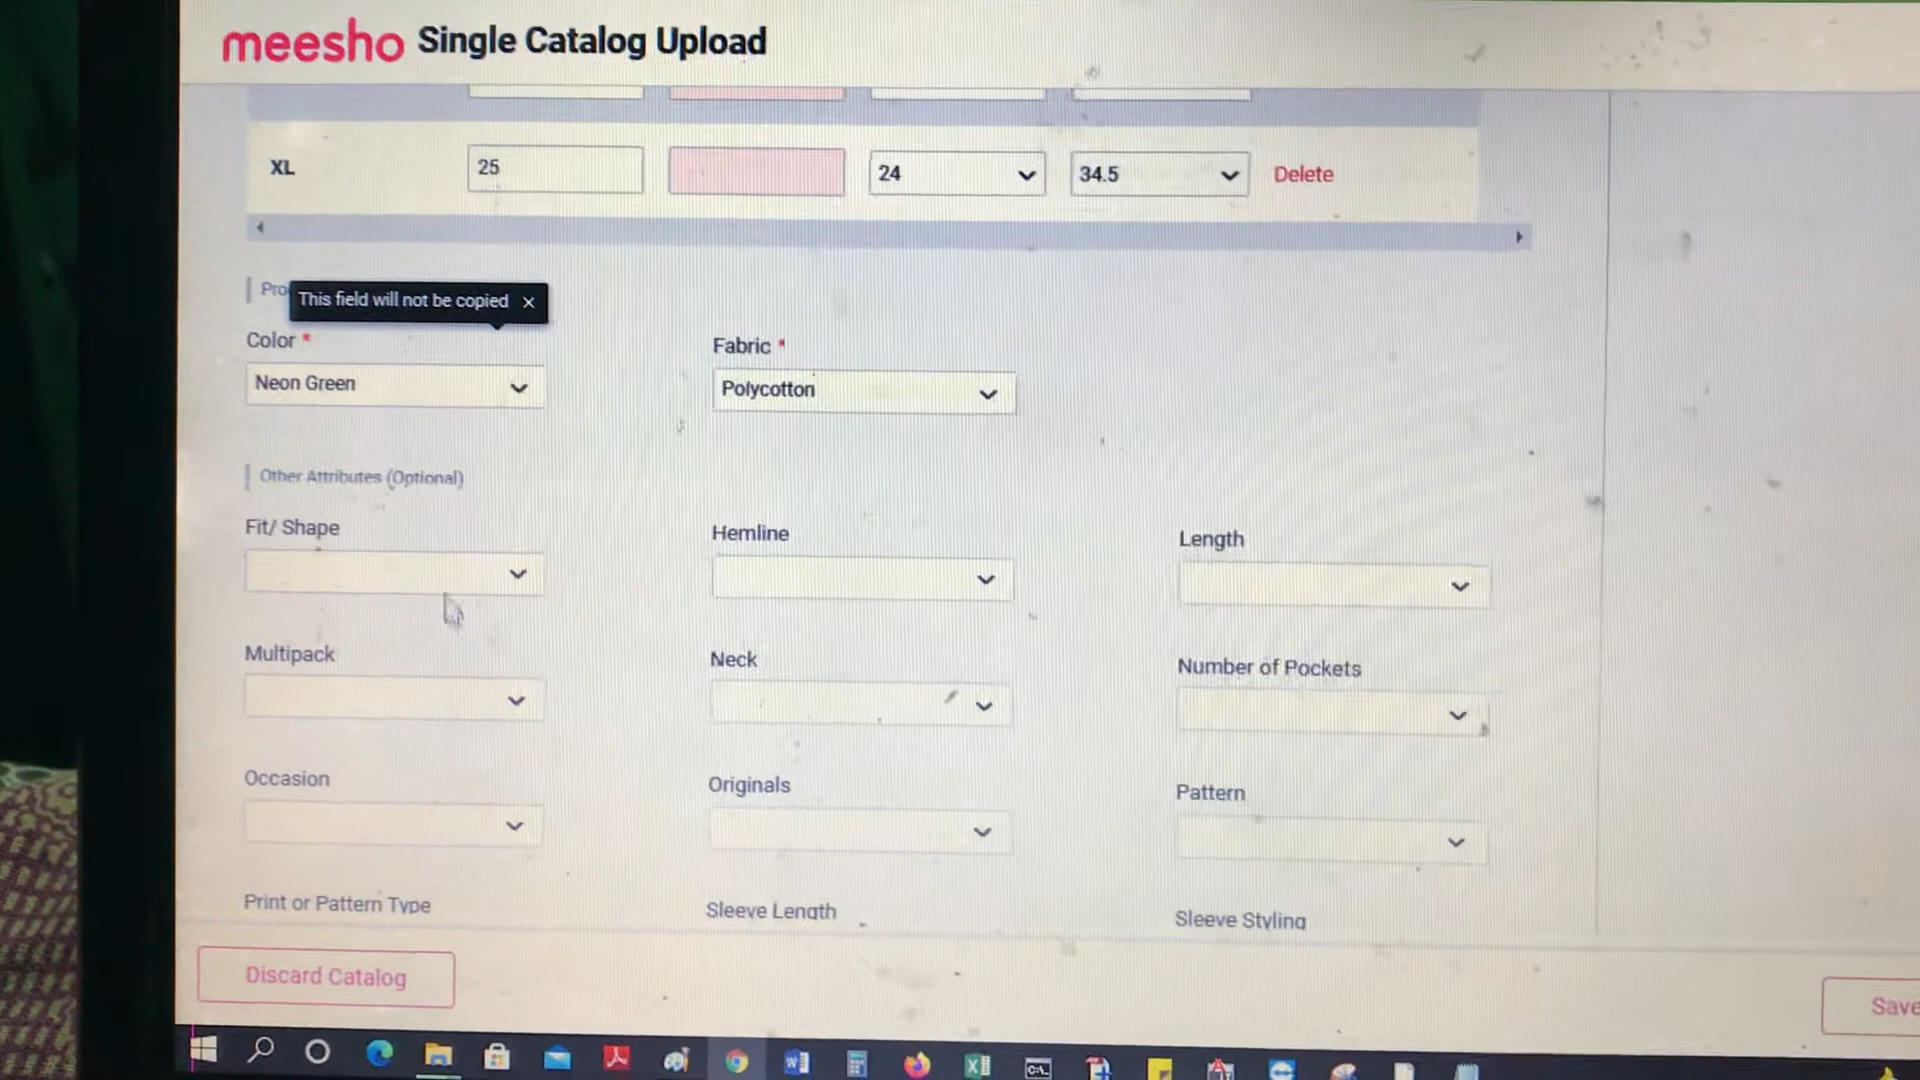 meesho Single Catalog Upload
XL 25 24 34.5 Delete
This field will not be copied ×
Color * Fabric *
Neon Green Polycotton
Other Attributes (Optional)
Fit/ Shape Hemline Length
Multipack Neck Number of Pockets
Occasion Originals Pattern
Print or Pattern Type Sleeve Length Sleeve Styling
Discard Catalog
Save